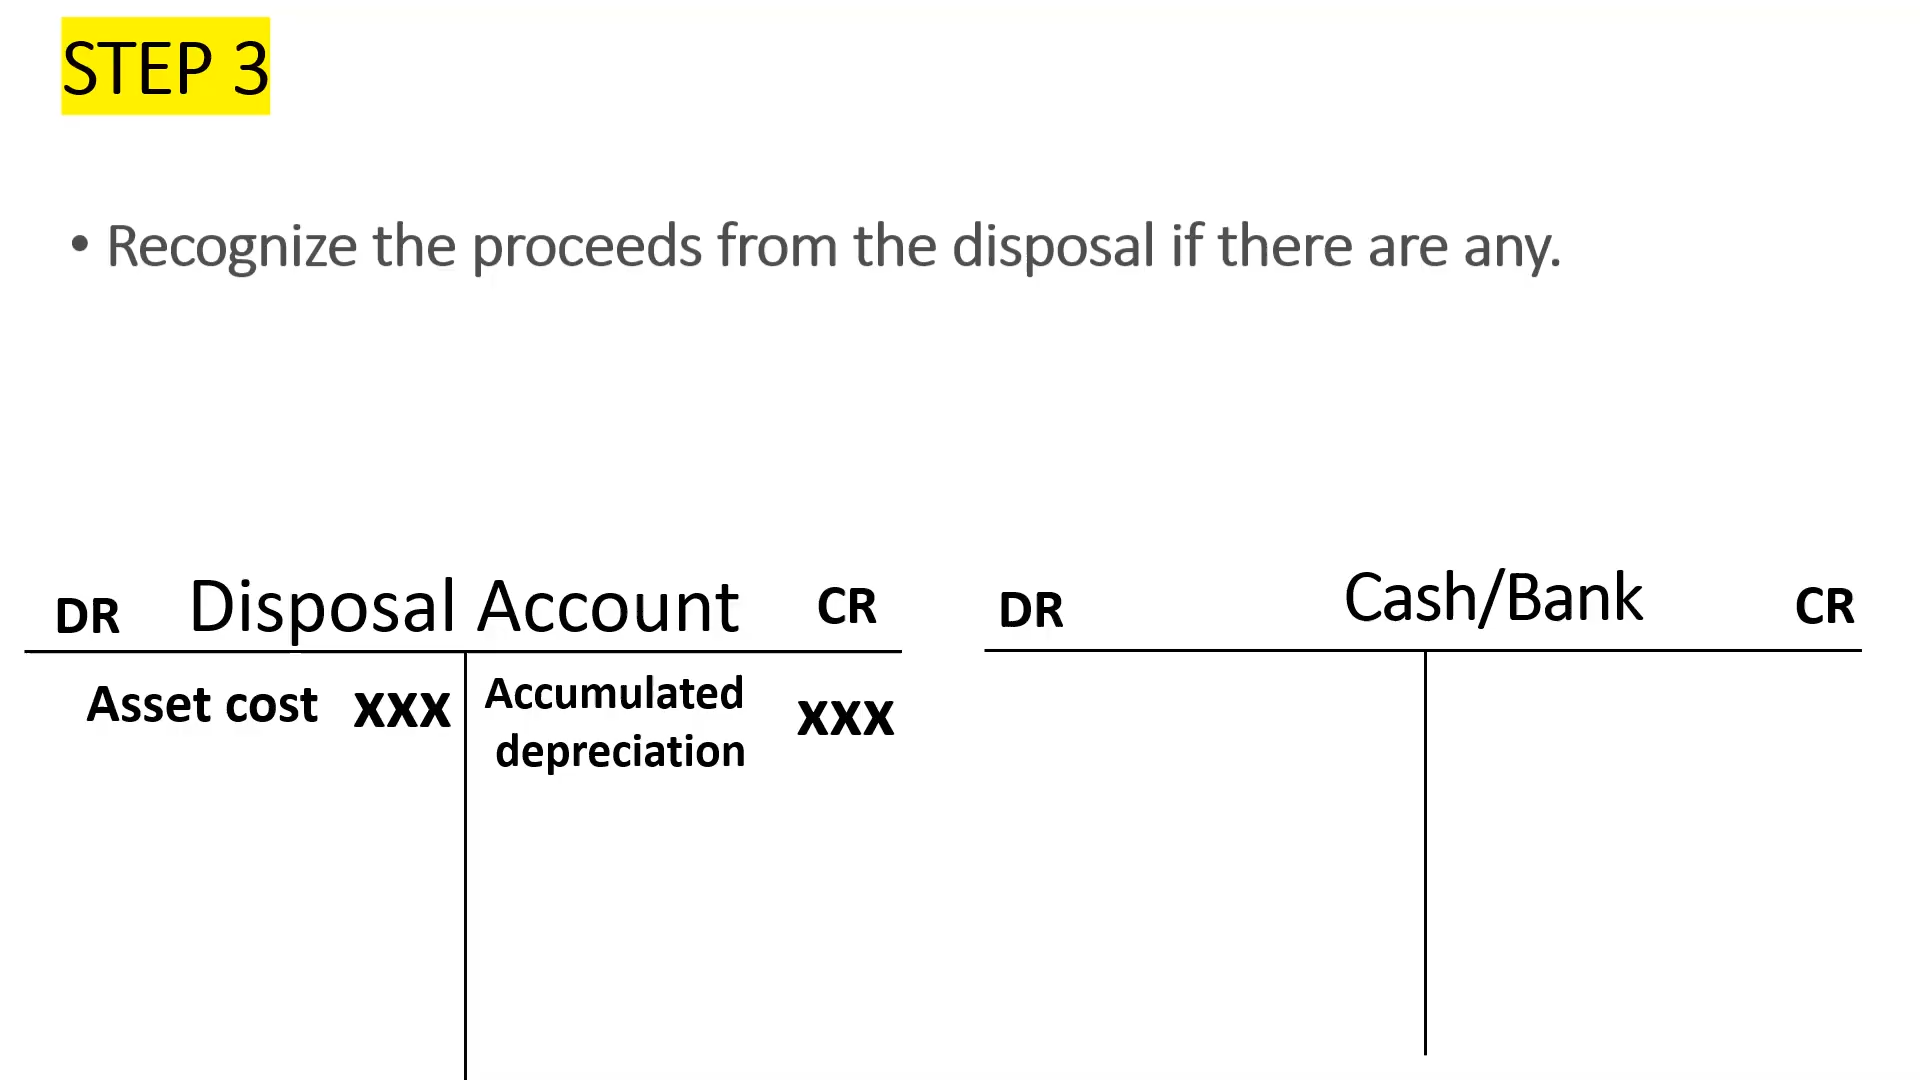 STEP 3
• Recognize the proceeds from the disposal if there are any.
DR Disposal Account CR
Asset cost xxx Accumulated depreciation xxx
DR Cash/Bank CR